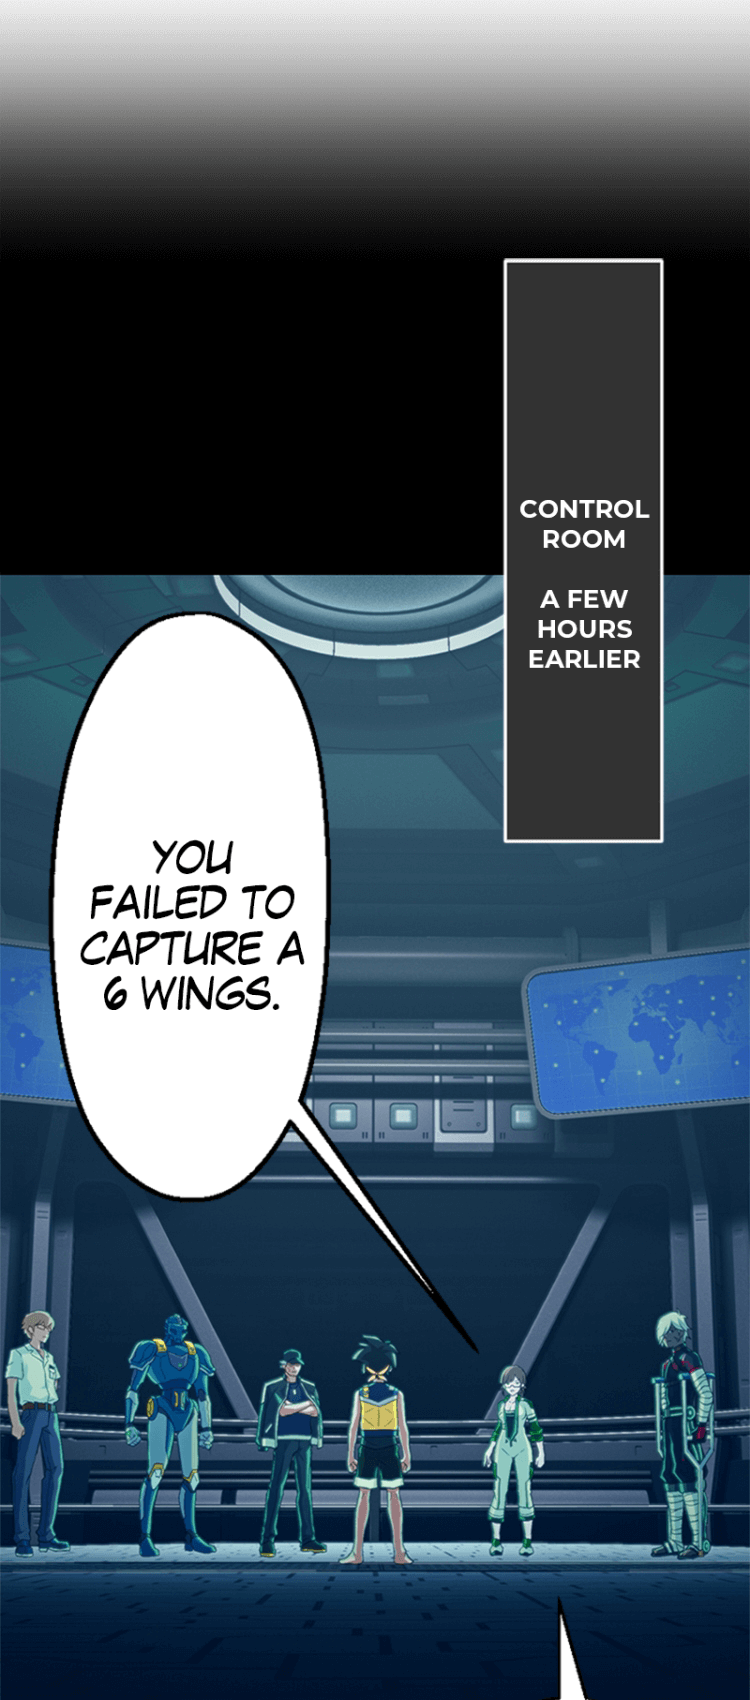 CONTROL
ROOM
A FEW
HOURS
EARLIER
YOU
FAILED TO
CAPTURE A
6 WINGS.